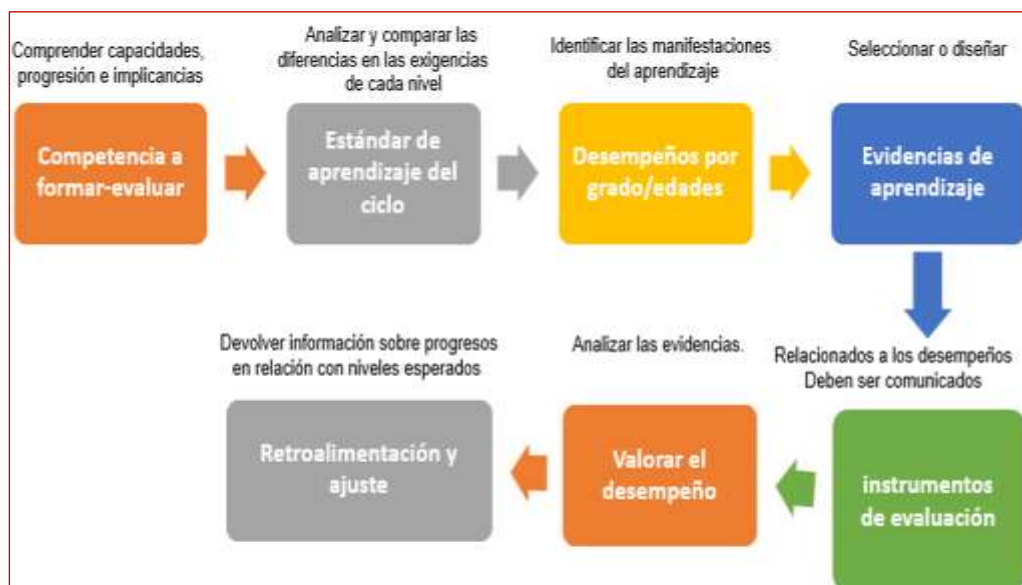 Comprender capacidades,
progresión e implicancias
Analizar y comparar las
diferencias en las exigencias
de cada nivel
Identificar las manifestaciones
del aprendizaje
Seleccionar o diseñar
Competencia a
formar-evaluar
Estándar de
aprendizaje del
ciclo
Desempeños por
grado/edades
Evidencias de
aprendizaje
Relacionados a los desempeños
Deben ser comunicados
instrumentos
de evaluación
Analizar las evidencias.
Valorar el
desempeño
Devolver información sobre progresos
en relación con niveles esperados
Retroalimentación y
ajuste